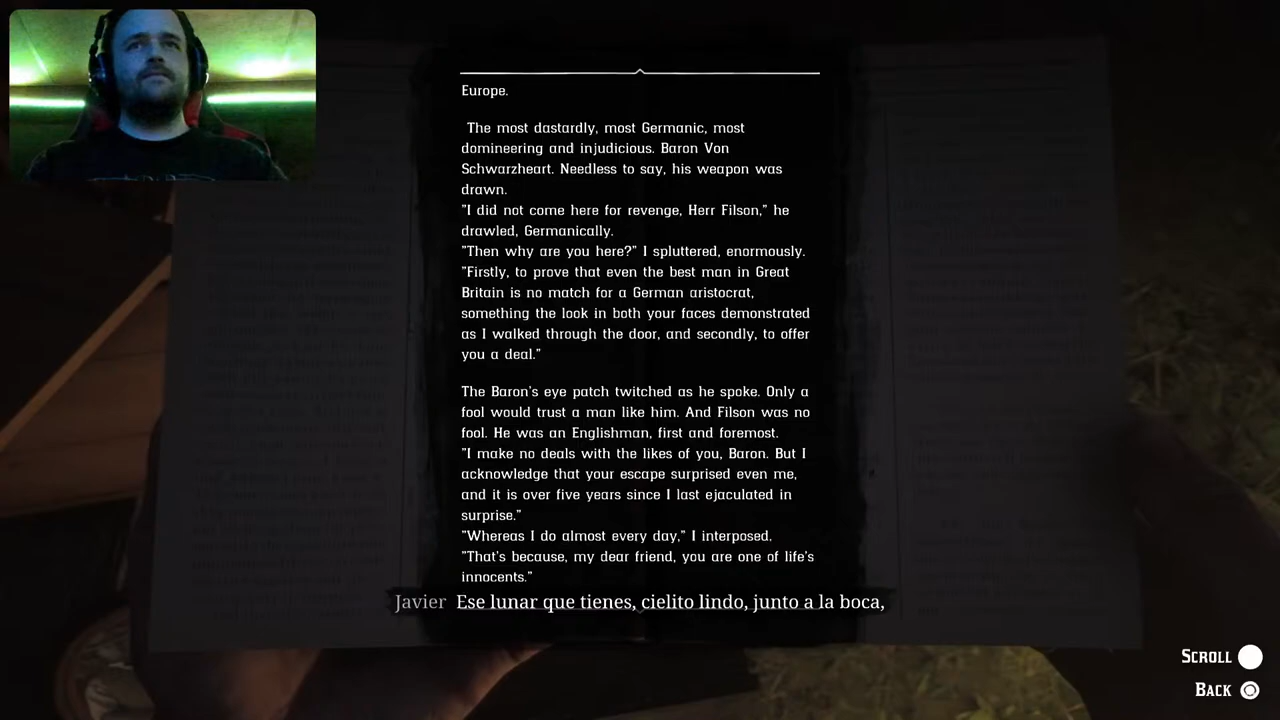 Europe.
The most dastardly, most Germanic, most
domineering and injudicious. Baron Von
Schwarzheart. Needless to say, his weapon was
drawn.
"I did not come here for revenge, Herr Filson," he
drawled, Germanically.
"Then why are you here?" I spluttered, enormously.
"Firstly, to prove that even the best man in Great
Britain is no match for a German aristocrat,
something the look in both your faces demonstrated
as I walked through the door, and secondly, to offer
you a deal."
The Baron's eye patch twitched as he spoke. Only a
fool would trust a man like him. And Filson was no
fool. He was an Englishman, first and foremost.
"I make no deals with the likes of you, Baron. But I
acknowledge that your escape surprised even me,
and it is over five years since I last ejaculated in
surprise."
"Whereas I do almost every day," I interposed.
"That's because, my dear friend, you are one of life's
innocents."
Javier Ese lunar que tienes, cielito lindo, junto a la boca,
SCROLL
BACK